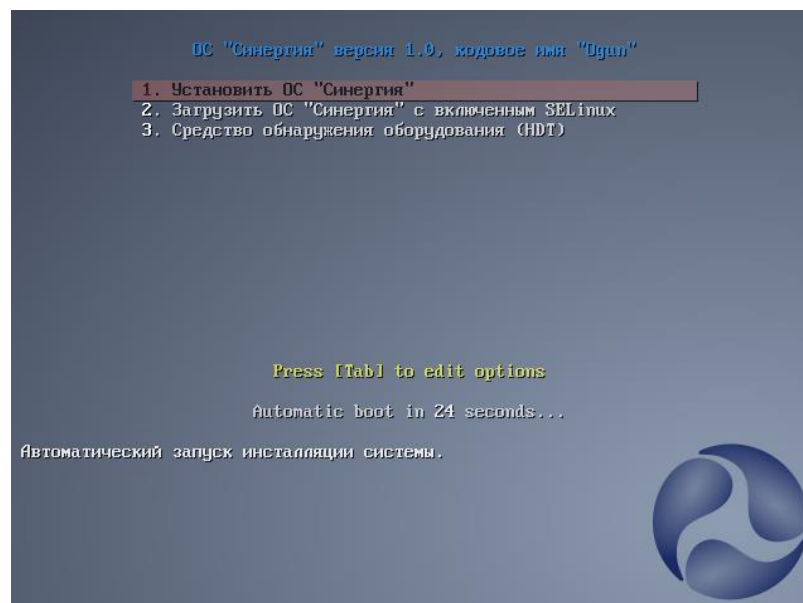 ОС "Синергия" версия 1.0, кодовое имя "Ogun"
1. Установить ОС "Синергия"
2. Загрузить ОС "Синергия" с включенным SELinux
3. Средство обнаружения оборудования (HDT)
Press [Tab] to edit options
Automatic boot in 24 seconds...
Автоматический запуск инсталляции системы.